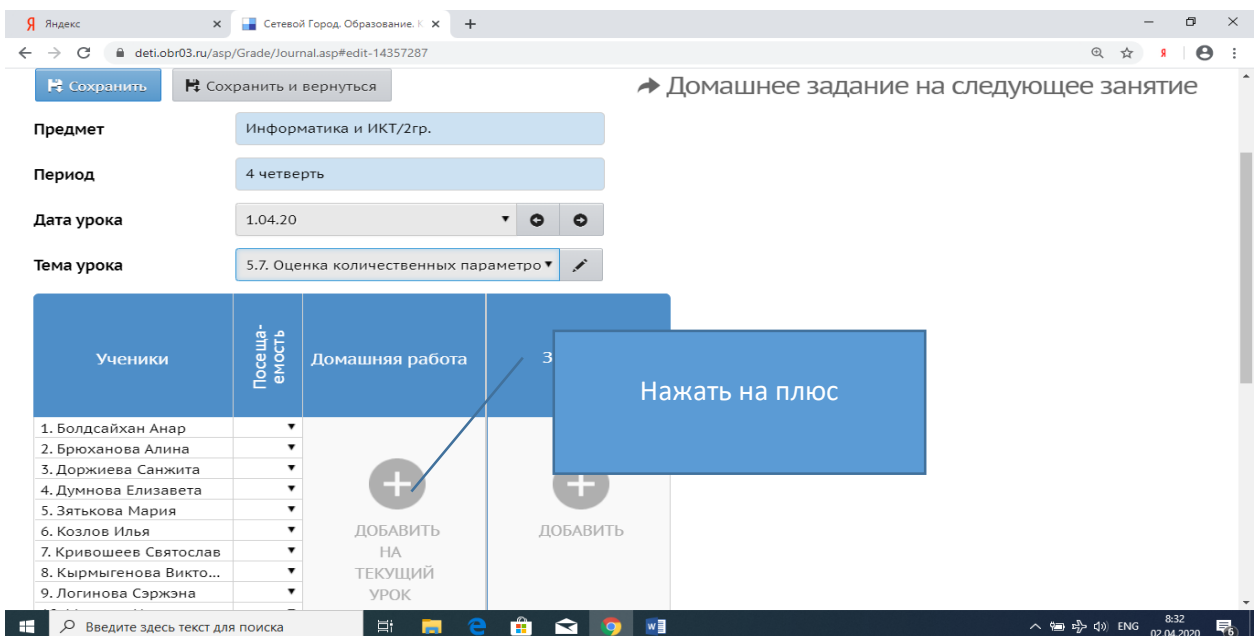 Яндекс
Сетевой Город. Образование. К
deti.obr03.ru/asp/Grade/Journal.asp#edit-14357287
Сохранить
Сохранить и вернуться
Домашнее задание на следующее занятие
Предмет
Информатика и ИКТ/2гр.
Период
4 четверть
Дата урока
1.04.20
Тема урока
5.7. Оценка количественных параметро
Ученики
Посеща-
емость
Домашняя работа
З
Нажать на плюс
1. Болдсайхан Анар
2. Брюханова Алина
3. Доржиева Санжита
4. Думнова Елизавета
5. Зятькова Мария
6. Козлов Илья
7. Кривошеев Святослав
8. Кырмыгенова Викто...
9. Логинова Сэржэна
ДОБАВИТЬ
НА
ТЕКУЩИЙ
УРОК
ДОБАВИТЬ
Введите здесь текст для поиска
ENG
8:32
02.04.2020